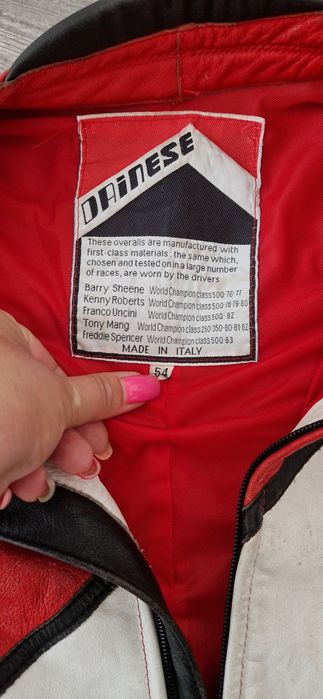 DAINESE
These overalls are manufactured with
first-class materials : the same which,
chosen and tested on in a large number
of races, are worn by the drivers
Barry Sheene World Champion class 500·76·77
Kenny Roberts World Champion class 500·78·79·80
Franco Uncini World Champion class 500·82
Tony Mang World Champion class 250 350·80·81·82
Freddie Spencer World Champion class 500·83
MADE IN ITALY
54